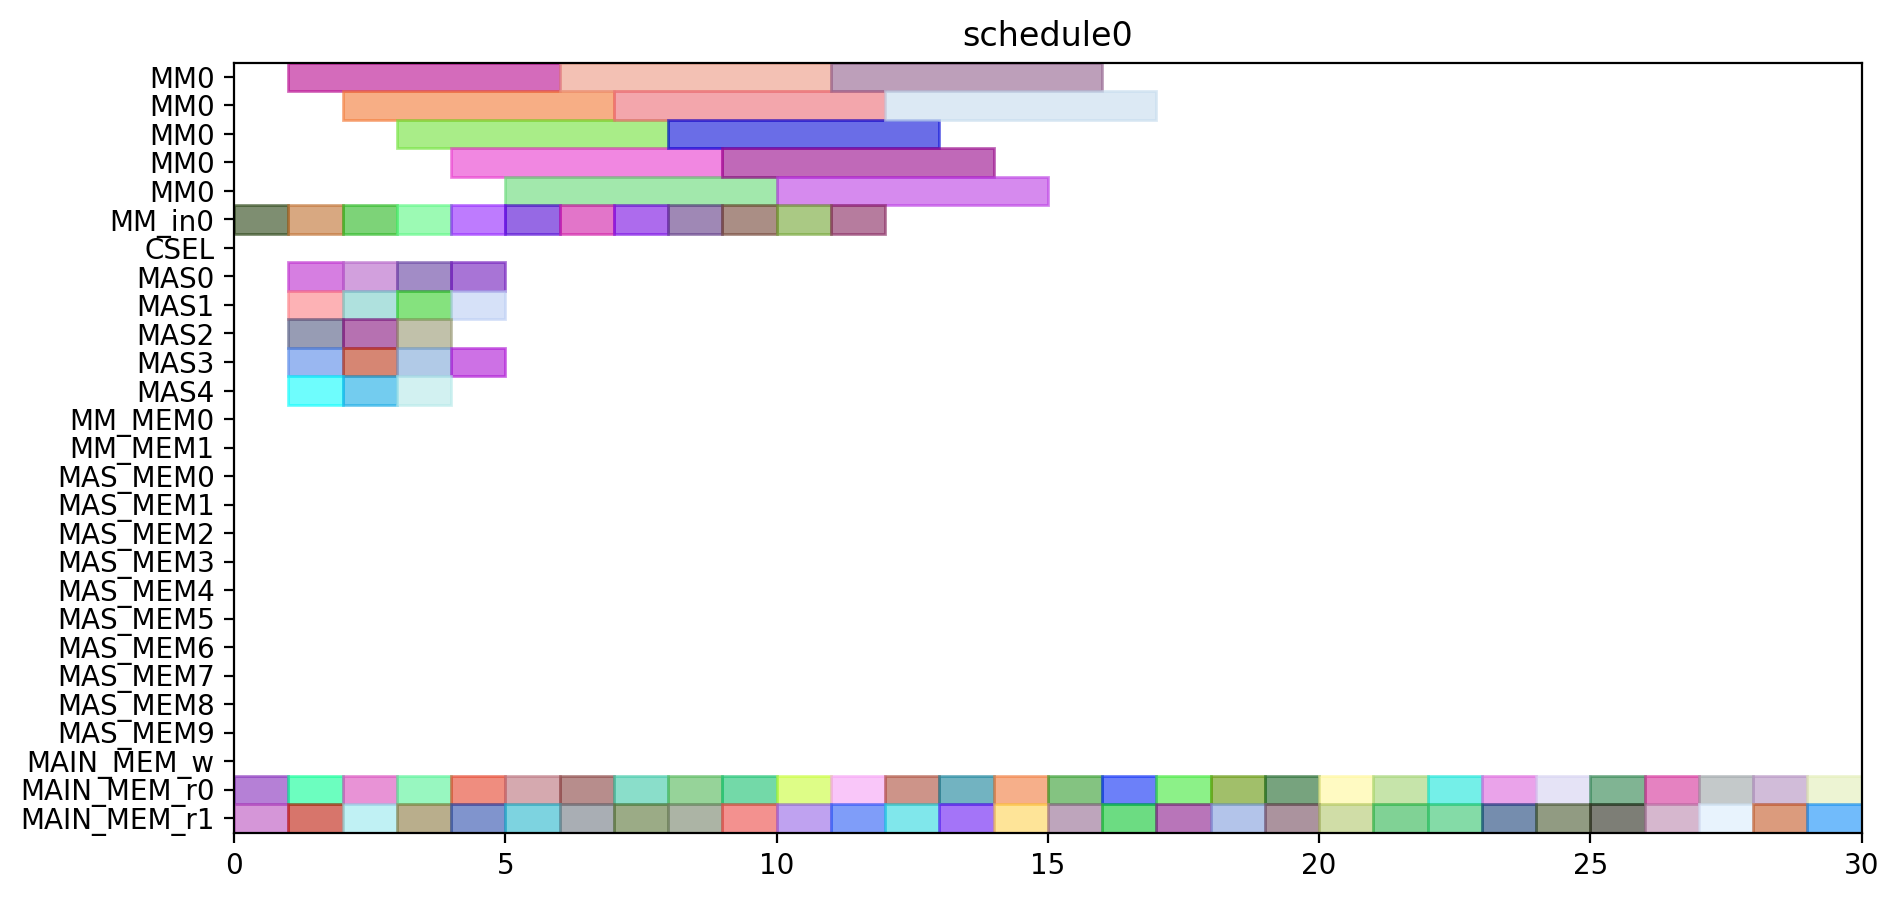 schedule0
MM0
MM0
MM0
MM0
MM0
MM_in0
CSEL
MAS0
MAS1
MAS2
MAS3
MAS4
MM_MEM0
MM_MEM1
MAS_MEM0
MAS_MEM1
MAS_MEM2
MAS_MEM3
MAS_MEM4
MAS_MEM5
MAS_MEM6
MAS_MEM7
MAS_MEM8
MAS_MEM9
MAIN_MEM_w
MAIN_MEM_r0
MAIN_MEM_r1
0 5 10 15 20 25 30